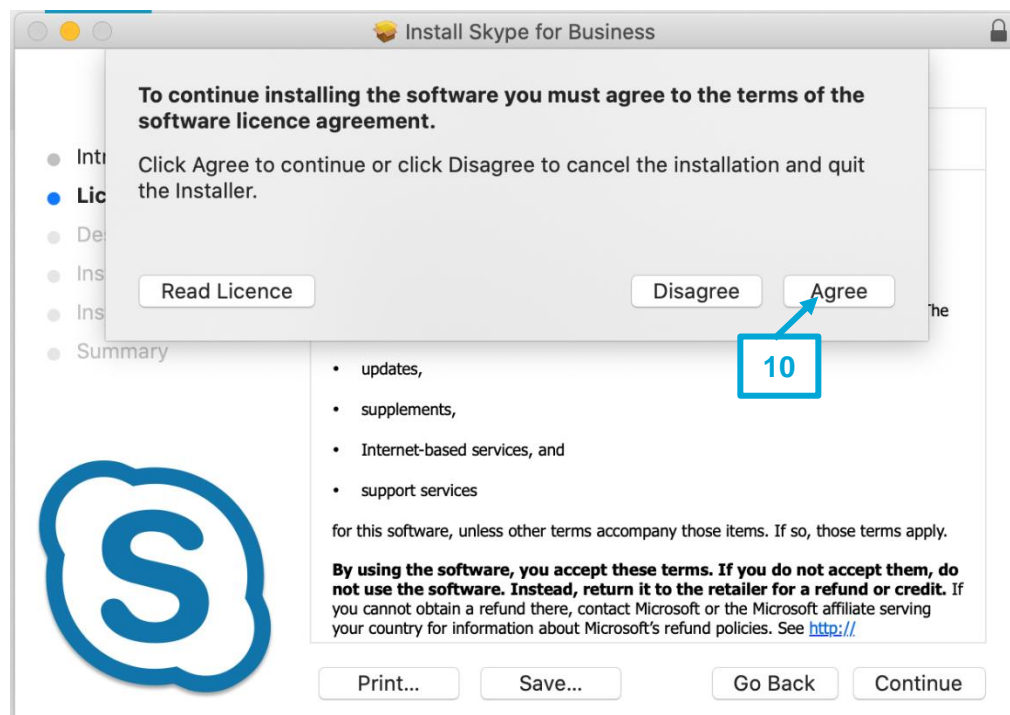 Install Skype for Business
To continue installing the software you must agree to the terms of the
software licence agreement.
Click Agree to continue or click Disagree to cancel the installation and quit
the Installer.
Read Licence
Disagree
Agree
10
Intr
Lic
De
Ins
Ins
Summary
he
• updates,
• supplements,
• Internet-based services, and
• support services
for this software, unless other terms accompany those items. If so, those terms apply.
By using the software, you accept these terms. If you do not accept them, do
not use the software. Instead, return it to the retailer for a refund or credit. If
you cannot obtain a refund there, contact Microsoft or the Microsoft affiliate serving
your country for information about Microsoft’s refund policies. See http://
S
Print...
Save...
Go Back
Continue